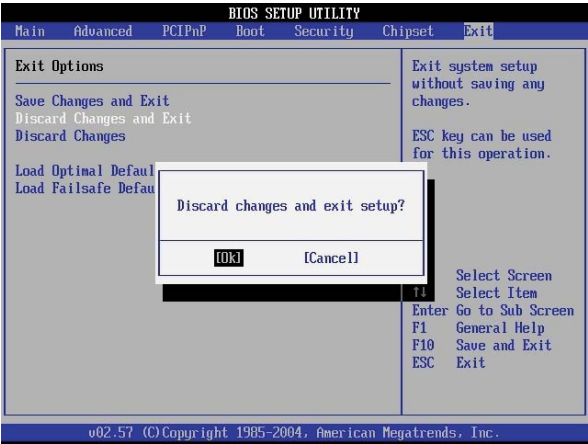 BIOS SETUP UTILITY
Main Advanced PCIPnP Boot Security Chipset Exit
Exit Options
Save Changes and Exit
Discard Changes and Exit
Discard Changes
Load Optimal Defaul
Load Failsafe Defau
Discard changes and exit setup?
[Ok] [Cancel]
Exit system setup
without saving any
changes.
ESC key can be used
for this operation.
Select Screen
↑↓ Select Item
Enter Go to Sub Screen
F1 General Help
F10 Save and Exit
ESC Exit
v02.57 (C)Copyright 1985-2004, American Megatrends, Inc.